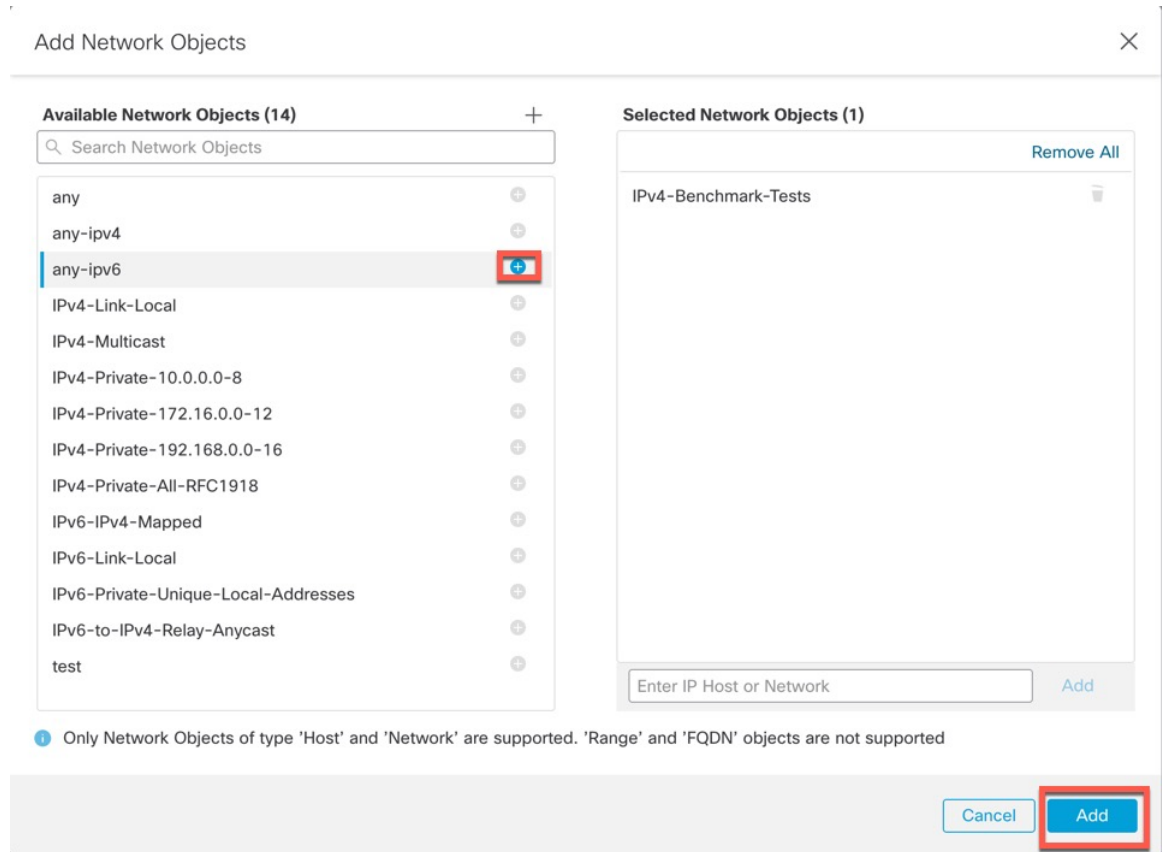 Add Network Objects
Available Network Objects (14)
Search Network Objects
any
any-ipv4
any-ipv6
IPv4-Link-Local
IPv4-Multicast
IPv4-Private-10.0.0.0-8
IPv4-Private-172.16.0.0-12
IPv4-Private-192.168.0.0-16
IPv4-Private-All-RFC1918
IPv6-IPv4-Mapped
IPv6-Link-Local
IPv6-Private-Unique-Local-Addresses
IPv6-to-IPv4-Relay-Anycast
test
Selected Network Objects (1)
Remove All
IPv4-Benchmark-Tests
Enter IP Host or Network
Add
Only Network Objects of type 'Host' and 'Network' are supported. 'Range' and 'FQDN' objects are not supported
Cancel
Add